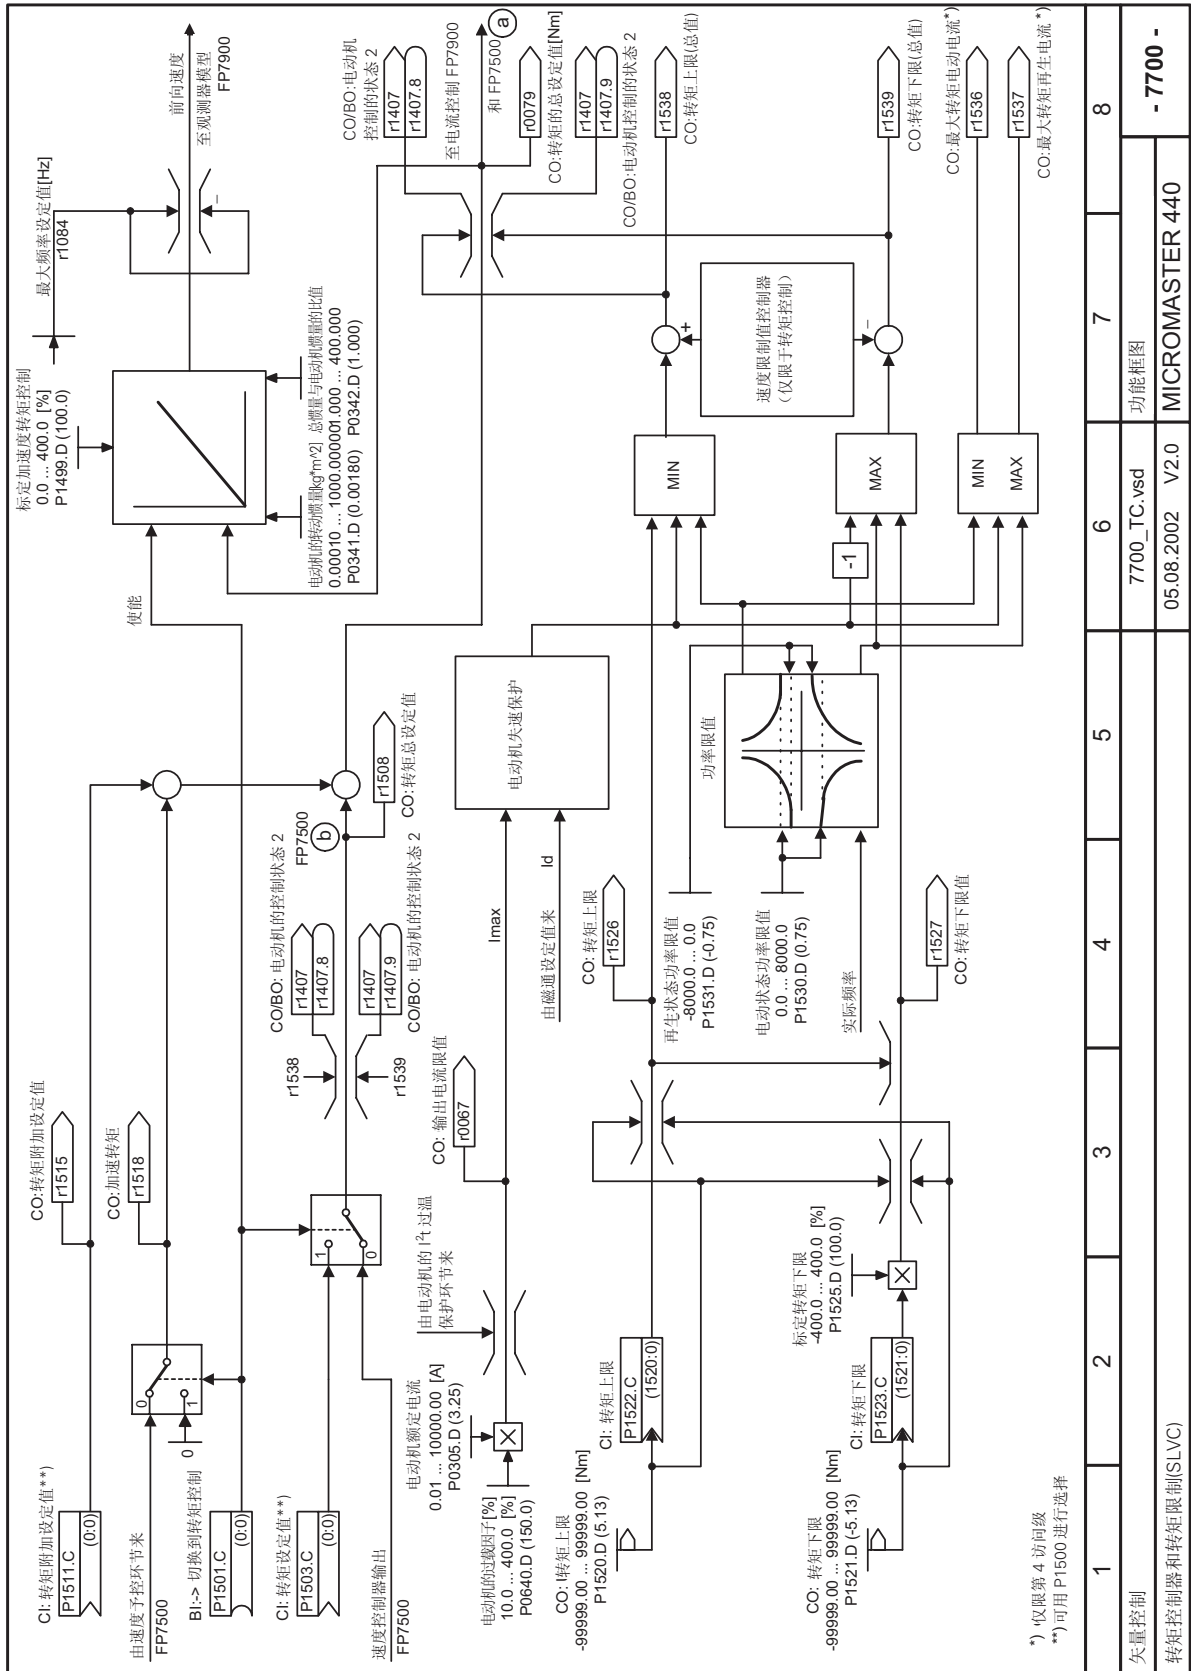 CI: 转矩附加设定值**)
P1511.C
(0:0)
由速度予控环节来
FP7500
0
0
1
BI:-> 切换到转矩控制
P1501.C
(0:0)
CI: 转矩设定值**)
P1503.C
(0:0)
速度控制器输出
FP7500
1
0
CO:转矩附加设定值
r1515
CO:加速转矩
r1518
使能
标定加速度转矩控制
0.0 ... 400.0 [%]
P1499.D (100.0)
最大频率设定值[Hz]
r1084
–
前向速度
至观测器模型
FP7900
电动机的转动惯量[kg*m^2]
0.00010 ... 1000.00000
P0341.D (0.00180)
总惯量与电动机惯量的比值
1.000 ... 400.000
P0342.D (1.000)
r1538
r1539
CO/BO: 电动机的控制状态 2
r1407
r1407.8
r1407
r1407.9
CO/BO: 电动机的控制状态 2
FP7500
b
r1508
CO:转矩总设定值
CO/BO:电动机
控制的状态 2
r1407
r1407.8
至电流控制 FP7900
和 FP7500
a
r0079
CO:转矩的总设定值[Nm]
r1407
r1407.9
CO/BO:电动机控制的状态 2
r1538
CO:转矩上限(总值)
电动机的过载因子[%]
10.0 ... 400.0 [%]
P0640.D (150.0)
电动机额定电流
0.01 ... 10000.00 [A]
P0305.D (3.25)
由电动机的 I²t 过温
保护环节来
CO: 输出电流限值
r0067
Imax
由磁通设定值来
Id
电动机失速保护
CO: l转矩上限
-99999.00 ... 99999.00 [Nm]
P1520.D (5.13)
CI: 转矩上限
P1522.C
(1520:0)
CO: 转矩上限
r1526
再生状态功率限值
-8000.0 ... 0.0
P1531.D (-0.75)
电动状态功率限值
0.0 ... 8000.0
P1530.D (0.75)
实际频率
功率限值
MIN
+
速度限制值控制器
(仅限于转矩控制)
–
-1
MAX
r1539
CO:转矩下限(总值)
CO: 转矩下限
-99999.00 ... 99999.00 [Nm]
P1521.D (-5.13)
CI: 转矩下限
P1523.C
(1521:0)
标定转矩下限
-400.0 ... 400.0 [%]
P1525.D (100.0)
r1527
CO: 转矩下限值
MIN
MAX
CO:最大转矩电动电流*)
r1536
r1537
CO:最大转矩再生电流*)
*) 仅限第 4 访问级
**)可用 P1500 进行选择
1
2
3
4
5
6
7
8
矢量控制
7700_TC.vsd
功能框图
- 7700 -
转矩控制器和转矩限制(SLVC)
05.08.2002
V2.0
MICROMASTER 440